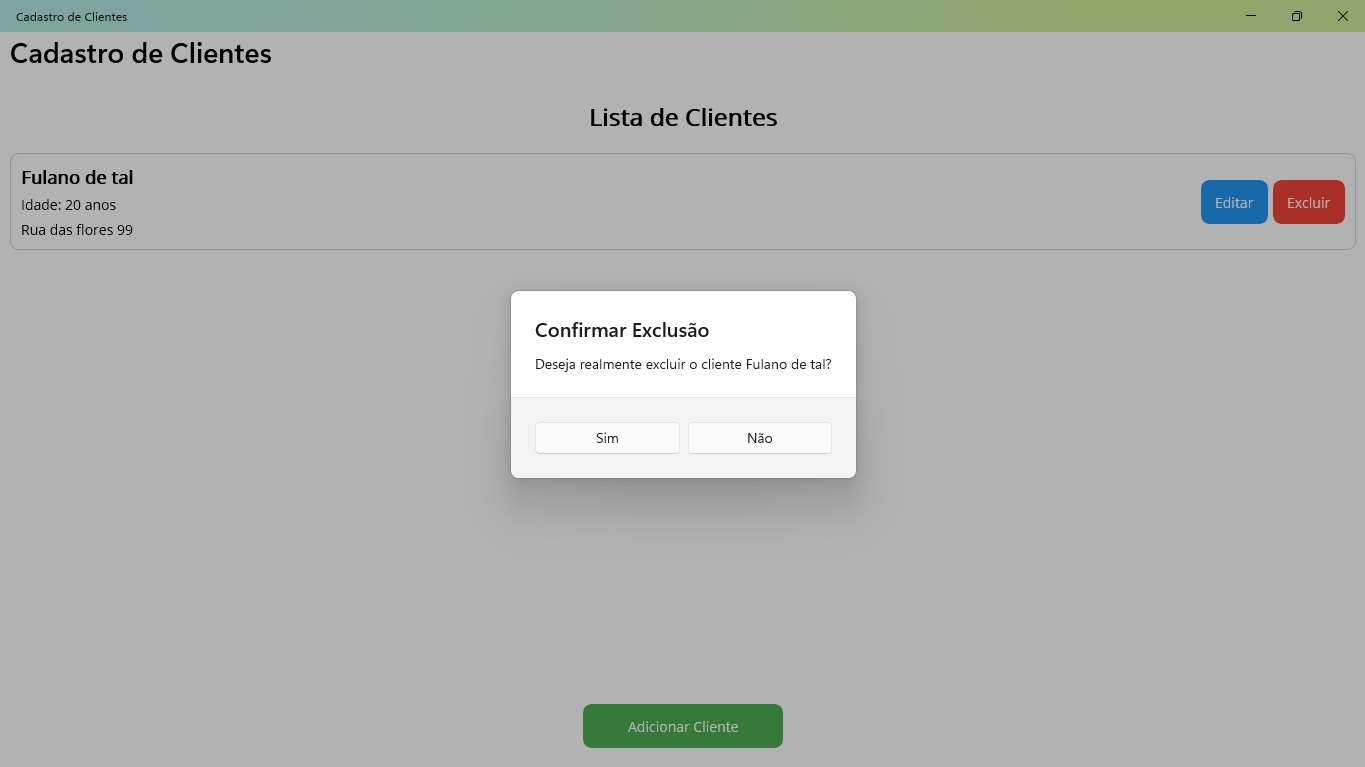 Cadastro de Clientes
Cadastro de Clientes
Lista de Clientes
Fulano de tal
Idade: 20 anos
Rua das flores 99
Editar
Excluir
Confirmar Exclusão
Deseja realmente excluir o cliente Fulano de tal?
Sim
Não
Adicionar Cliente